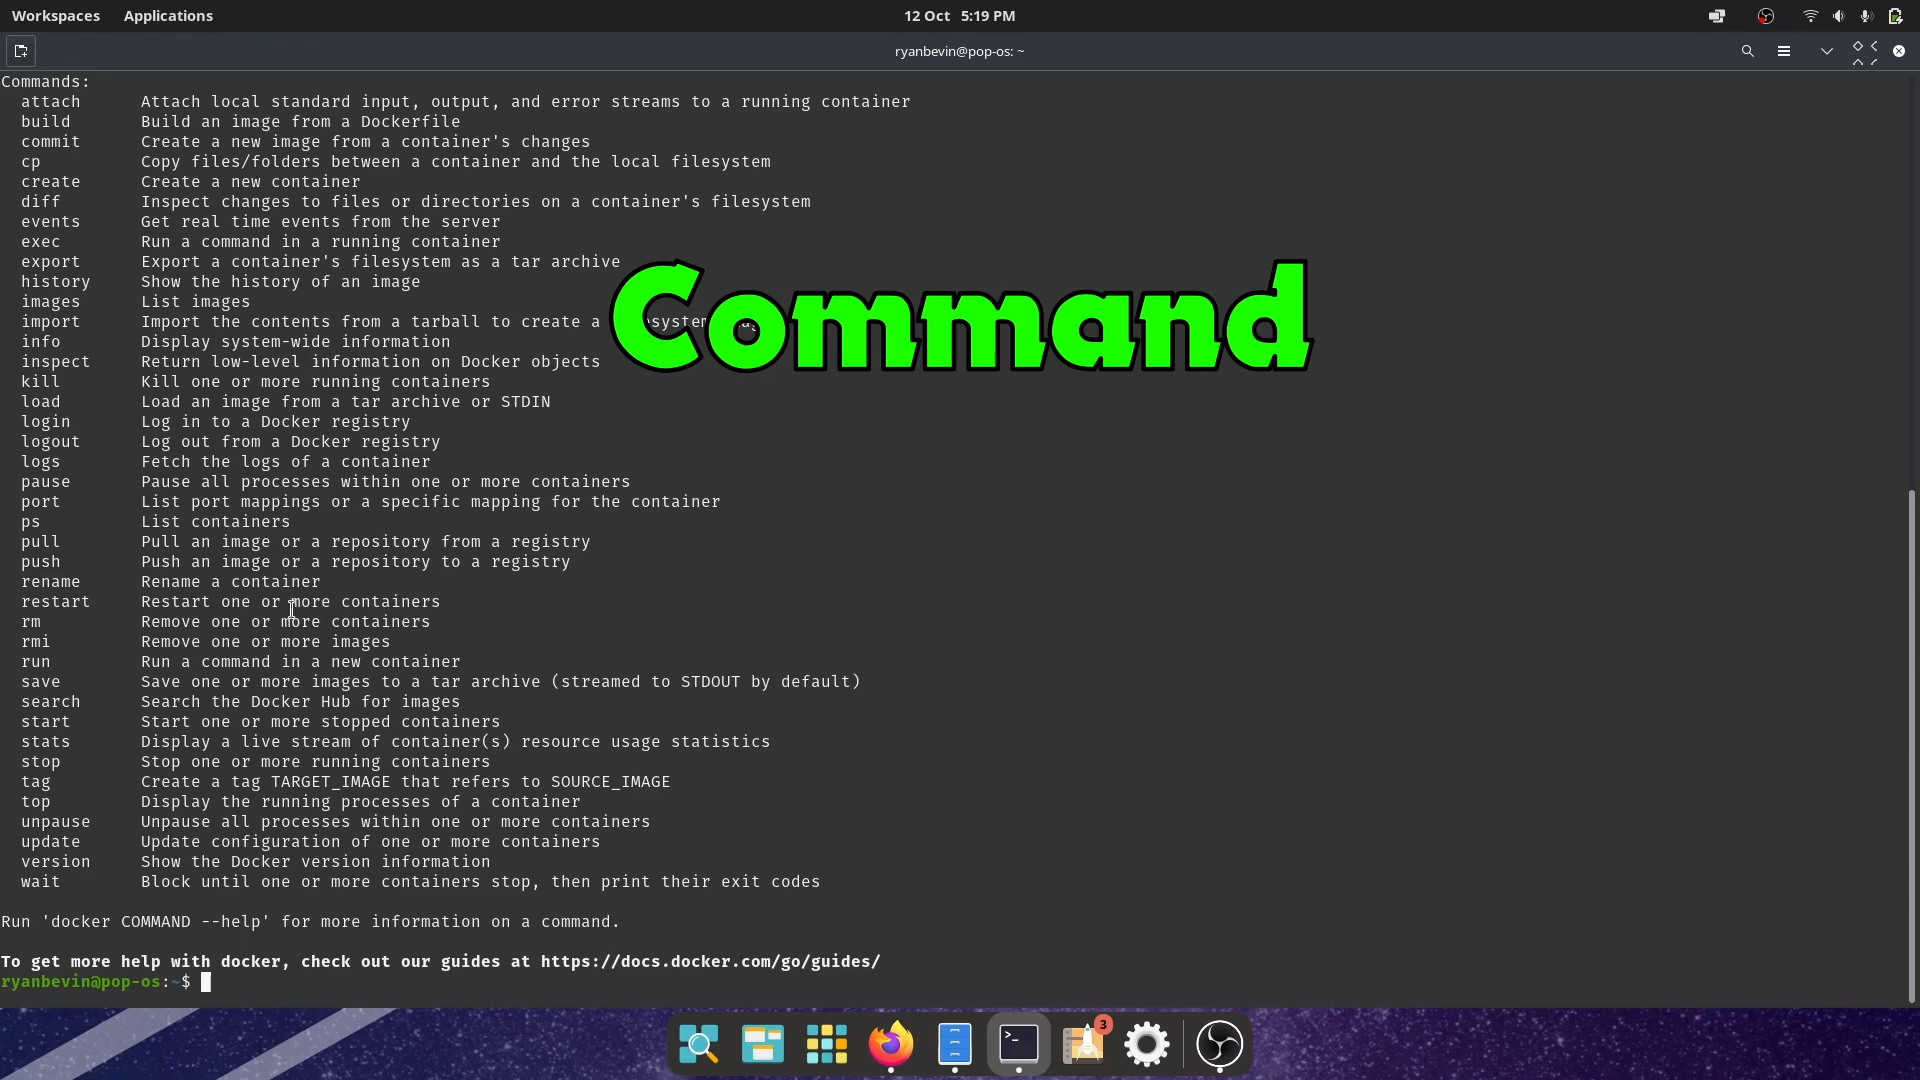 Workspaces Applications 12 Oct 5:19 PM
ryanbevin@pop-os: ~
Commands:
attach Attach local standard input, output, and error streams to a running container
build Build an image from a Dockerfile
commit Create a new image from a container's changes
cp Copy files/folders between a container and the local filesystem
create Create a new container
diff Inspect changes to files or directories on a container's filesystem
events Get real time events from the server
exec Run a command in a running container
export Export a container's filesystem as a tar archive
history Show the history of an image
images List images
import Import the contents from a tarball to create a
info Display system-wide information
inspect Return low-level information on Docker objects
Command
kill Kill one or more running containers
load Load an image from a tar archive or STDIN
login Log in to a Docker registry
logout Log out from a Docker registry
logs Fetch the logs of a container
pause Pause all processes within one or more containers
port List port mappings or a specific mapping for the container
ps List containers
pull Pull an image or a repository from a registry
push Push an image or a repository to a registry
rename Rename a container
restart Restart one or more containers
rm Remove one or more containers
rmi Remove one or more images
run Run a command in a new container
save Save one or more images to a tar archive (streamed to STDOUT by default)
search Search the Docker Hub for images
start Start one or more stopped containers
stats Display a live stream of container(s) resource usage statistics
stop Stop one or more running containers
tag Create a tag TARGET_IMAGE that refers to SOURCE_IMAGE
top Display the running processes of a container
unpause Unpause all processes within one or more containers
update Update configuration of one or more containers
version Show the Docker version information
wait Block until one or more containers stop, then print their exit codes
Run 'docker COMMAND --help' for more information on a command.
To get more help with docker, check out our guides at https://docs.docker.com/go/guides/
ryanbevin@pop-os:~$
3